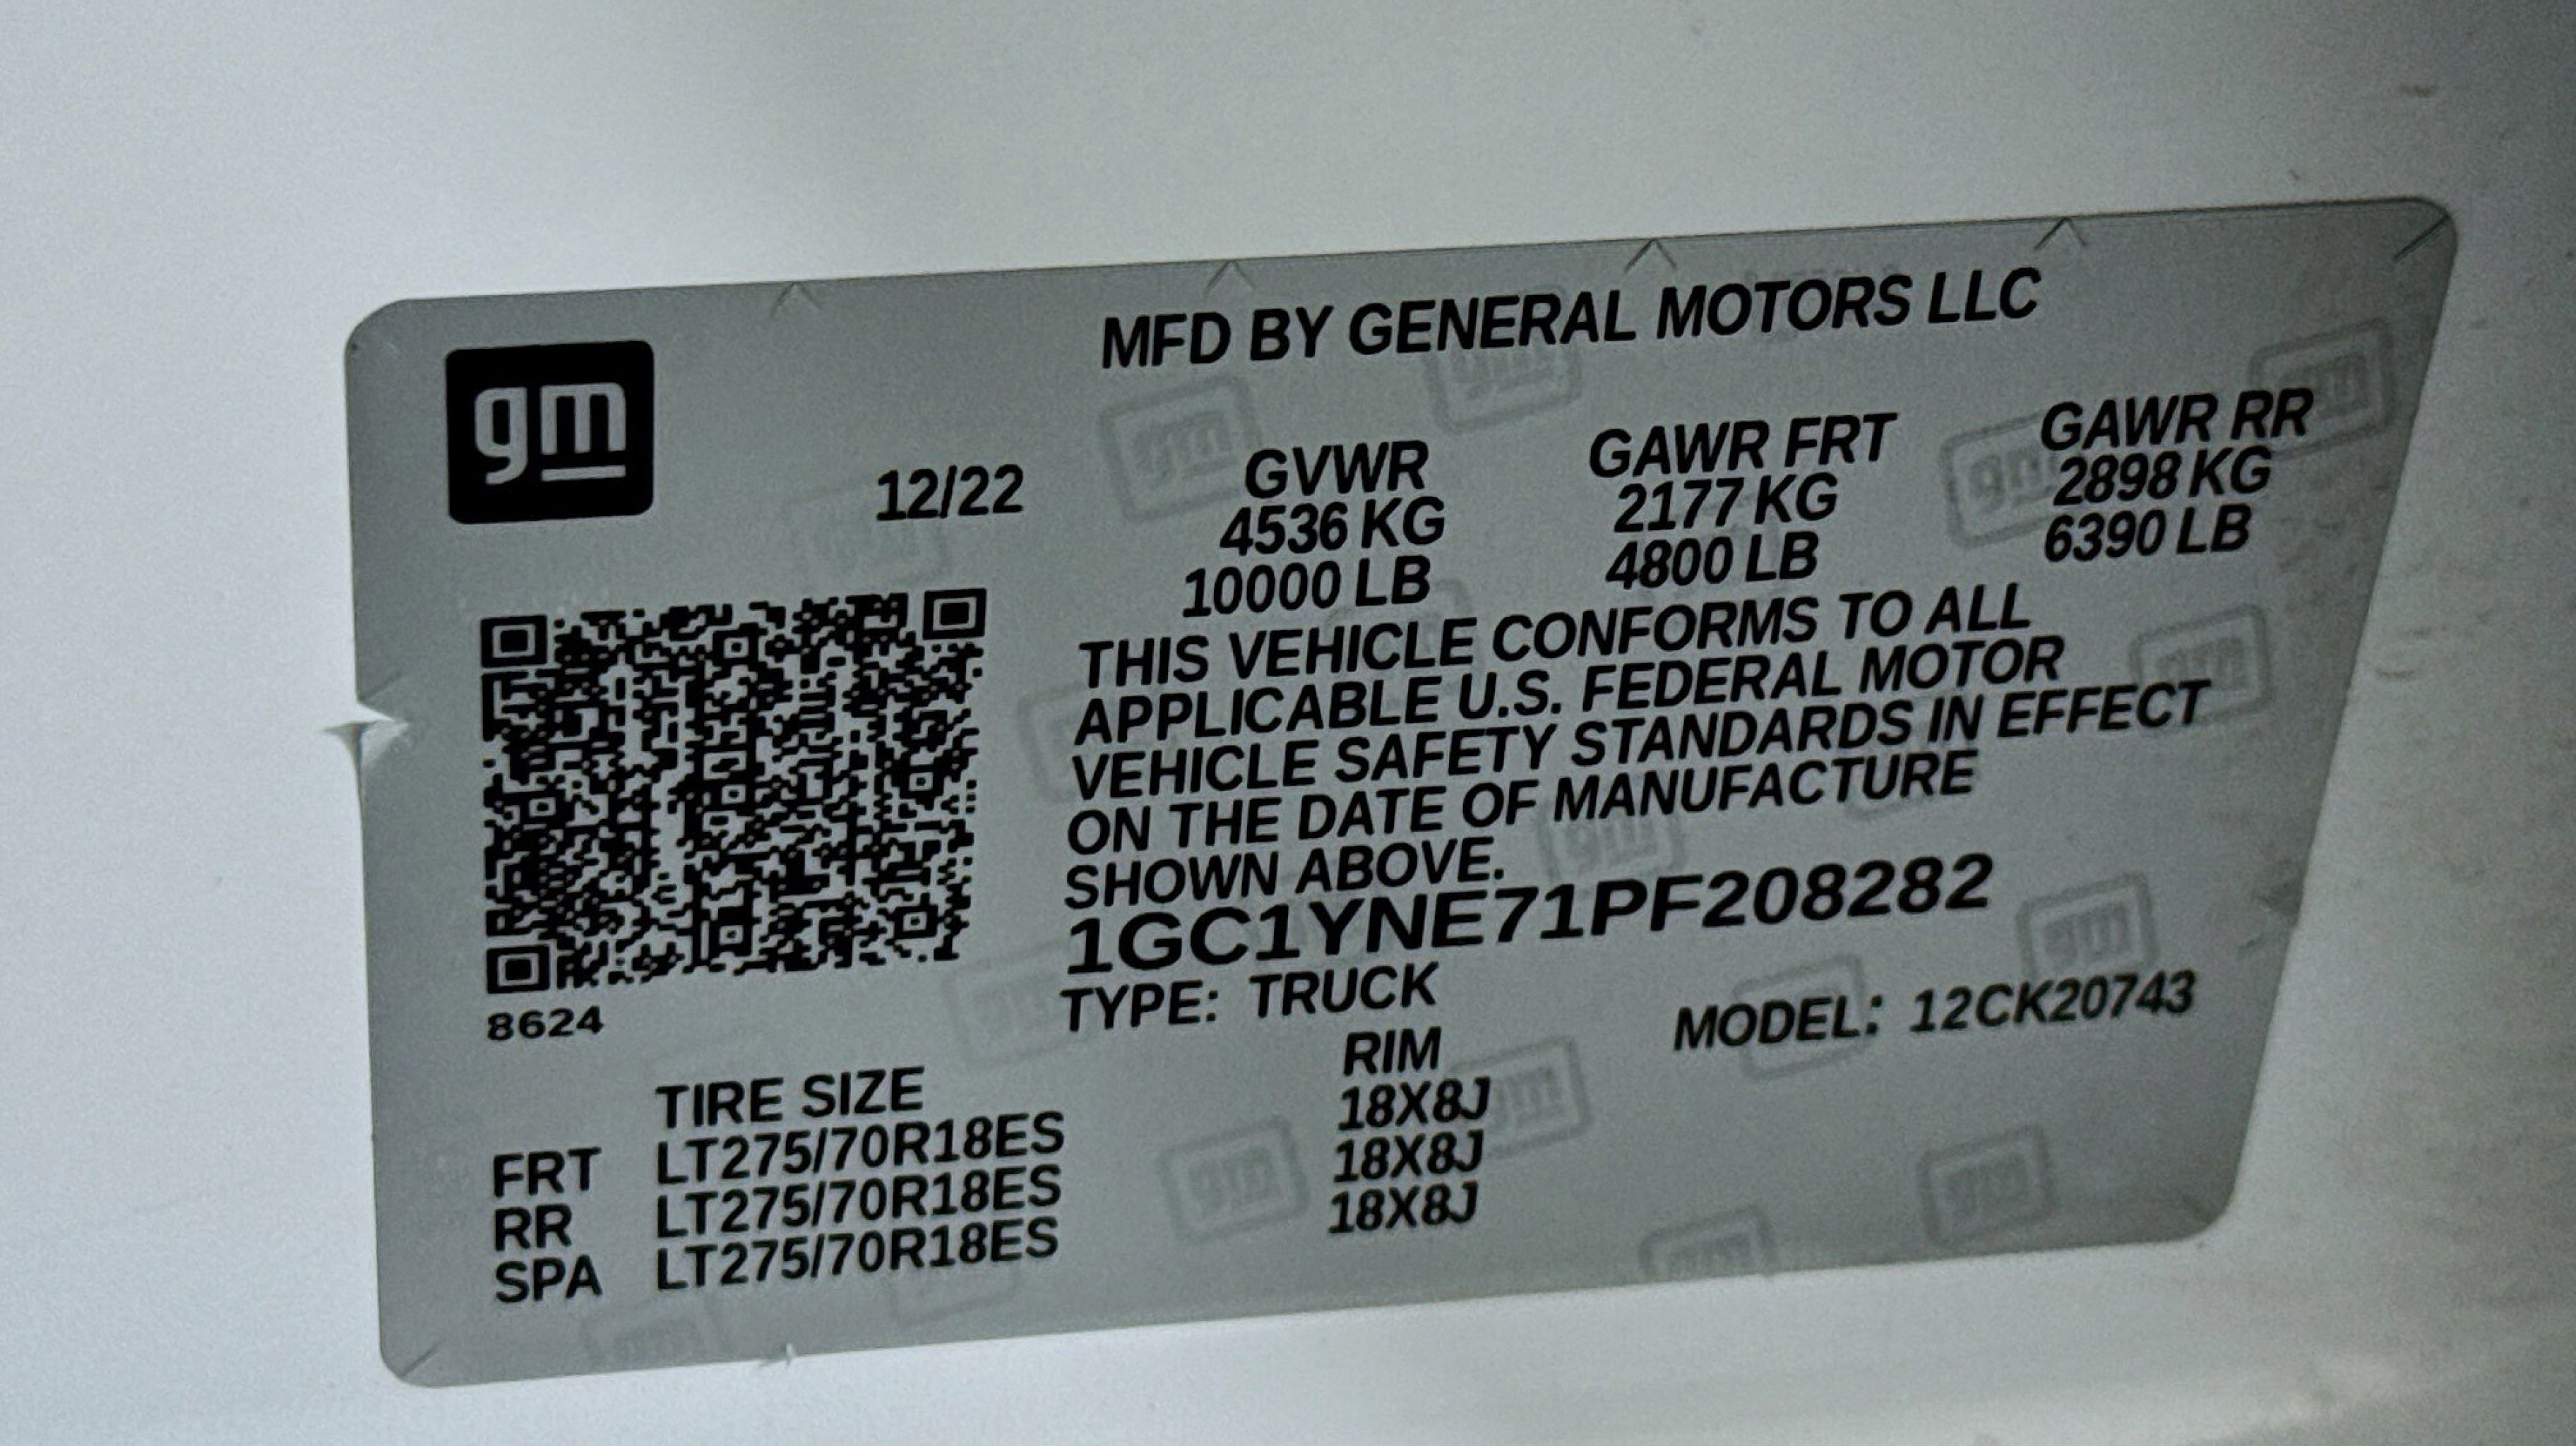 gm
MFD BY GENERAL MOTORS LLC
12/22
GVWR GAWR FRT GAWR RR
4536 KG 2177 KG 2898 KG
10000 LB 4800 LB 6390 LB
THIS VEHICLE CONFORMS TO ALL
APPLICABLE U.S. FEDERAL MOTOR
VEHICLE SAFETY STANDARDS IN EFFECT
ON THE DATE OF MANUFACTURE
SHOWN ABOVE.
1GC1YNE71PF208282
8624
TYPE: TRUCK MODEL: 12CK20743
TIRE SIZE RIM
FRT LT275/70R18ES 18X8J
RR LT275/70R18ES 18X8J
SPA LT275/70R18ES 18X8J